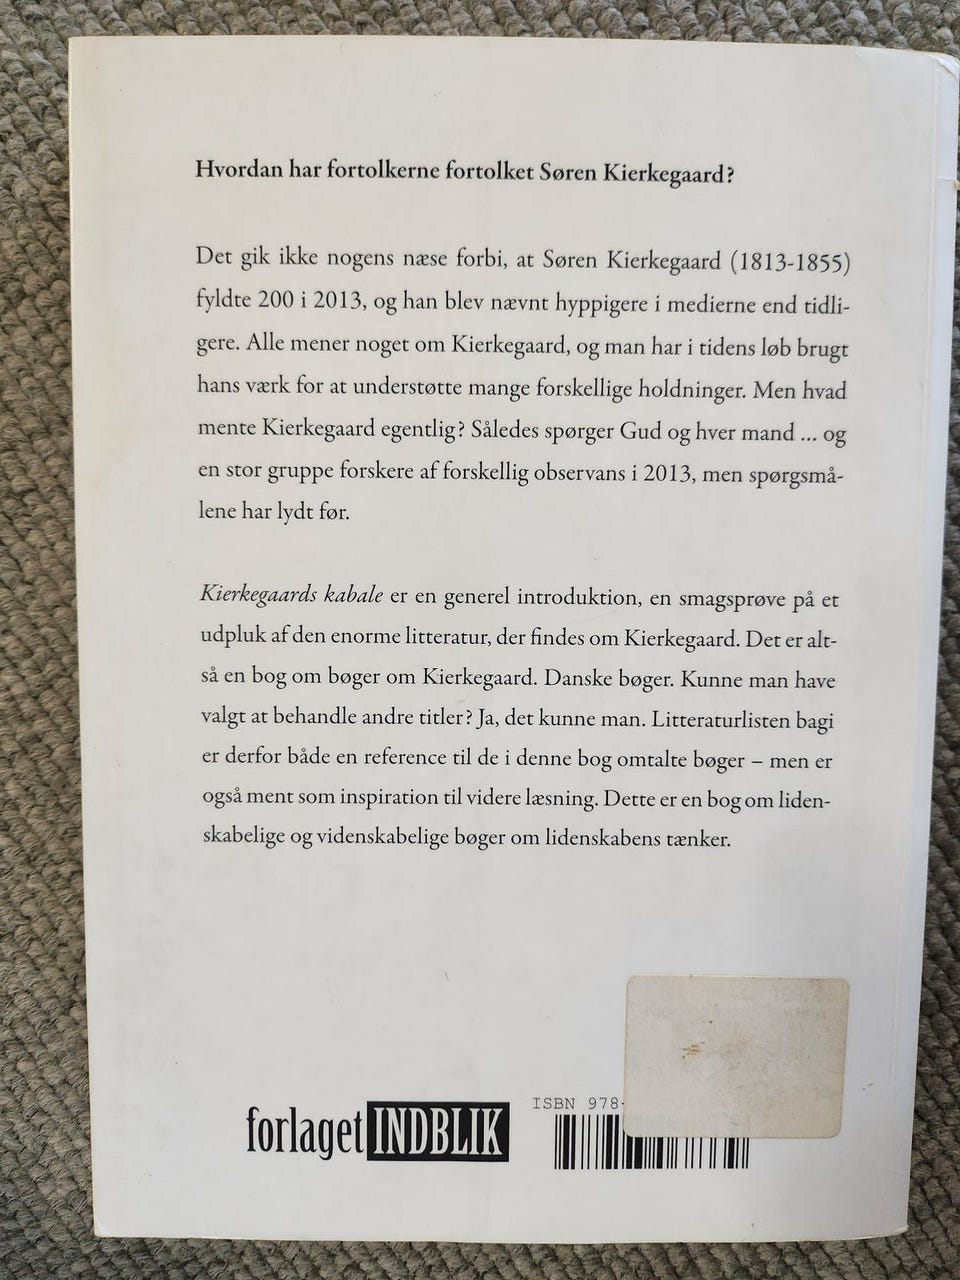 Hvordan har fortolkerne fortolket Søren Kierkegaard?
Det gik ikke nogens næse forbi, at Søren Kierkegaard (1813-1855)
fyldte 200 i 2013, og han blev nævnt hyppigere i medierne end tidli-
gere. Alle mener noget om Kierkegaard, og man har i tidens løb brugt
hans værk for at understøtte mange forskellige holdninger. Men hvad
mente Kierkegaard egentlig? Således spørger Gud og hver mand ... og
en stor gruppe forskere af forskellig observans i 2013, men spørgsmå-
lene har lydt før.
Kierkegaards kabale er en generel introduktion, en smagsprøve på et
udpluk af den enorme litteratur, der findes om Kierkegaard. Det er alt-
så en bog om bøger om Kierkegaard. Danske bøger. Kunne man have
valgt at behandle andre titler? Ja, det kunne man. Litteraturlisten bagi
er derfor både en reference til de i denne bog omtalte bøger – men er
også ment som inspiration til videre læsning. Dette er en bog om liden-
skabelige og videnskabelige bøger om lidenskabens tænker.
ISBN 978-
forlaget INDBLIK